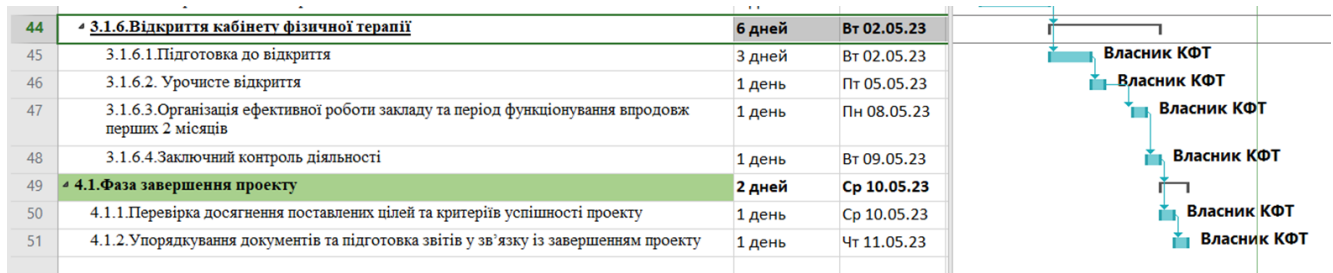 44 3.1.6.Відкриття кабінету фізичної терапії 6 дней Вт 02.05.23
45 3.1.6.1.Підготовка до відкриття 3 дней Вт 02.05.23 Власник КФТ
46 3.1.6.2. Урочисте відкриття 1 день Пт 05.05.23 Власник КФТ
47 3.1.6.3.Організація ефективної роботи закладу та період функціонування впродовж 1 день Пн 08.05.23 Власник КФТ
перших 2 місяців
48 3.1.6.4.Заключний контроль діяльності 1 день Вт 09.05.23 Власник КФТ
49 4.1.Фаза завершення проекту 2 дней Ср 10.05.23
50 4.1.1.Перевірка досягнення поставлених цілей та критеріїв успішності проекту 1 день Ср 10.05.23 Власник КФТ
51 4.1.2.Упорядкування документів та підготовка звітів у зв`язку із завершенням проекту 1 день Чт 11.05.23 Власник КФТ